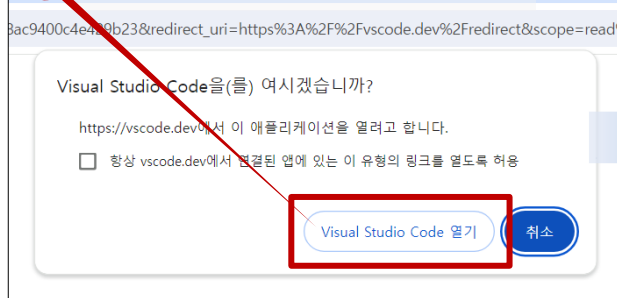 8ac9400c4e429b23&redirect_uri=https%3A%2F%2Fvscode.dev%2Fredirect&scope=read
Visual Studio Code을(를) 여시겠습니까?
https://vscode.dev에서 이 애플리케이션을 열려고 합니다.
항상 vscode.dev에서 연결된 앱에 있는 이 유형의 링크를 열도록 허용
Visual Studio Code 열기
취소